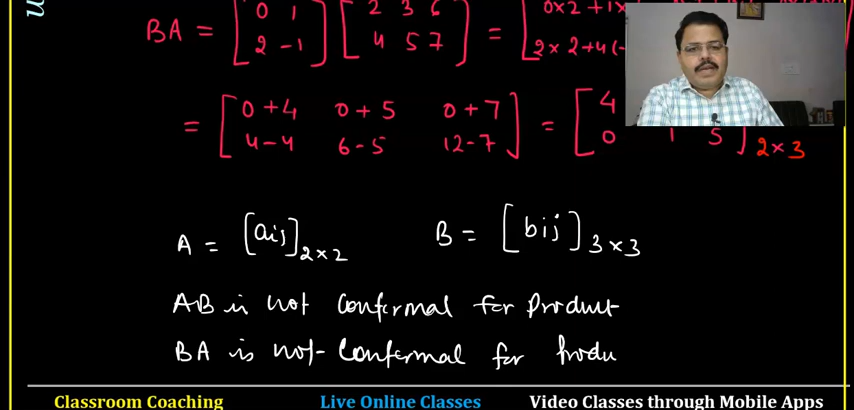 BA = [0 1 2 -1] [2 3 6 4 5 7] = [0×2+1× 2×2+4(-
= [0+4 0+5 0+7 4-4 6-5 12-7] = [4 0 1 5] 2×3
A = [aij] 2×2 B = [bij] 3×3
AB is not Confermal for Product
BA is not Confermal for Produ
Classroom Coaching Live Online Classes Video Classes through Mobile Apps